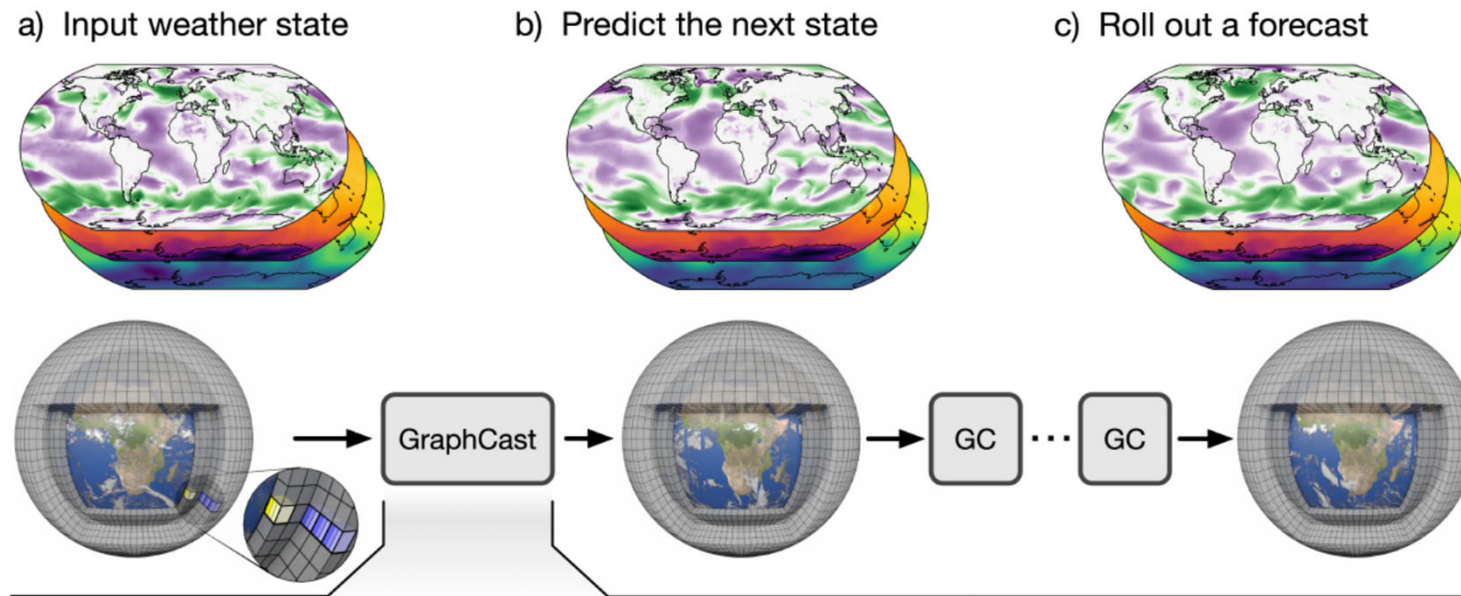 a) Input weather state
b) Predict the next state
c) Roll out a forecast
GraphCast
GC
...
GC